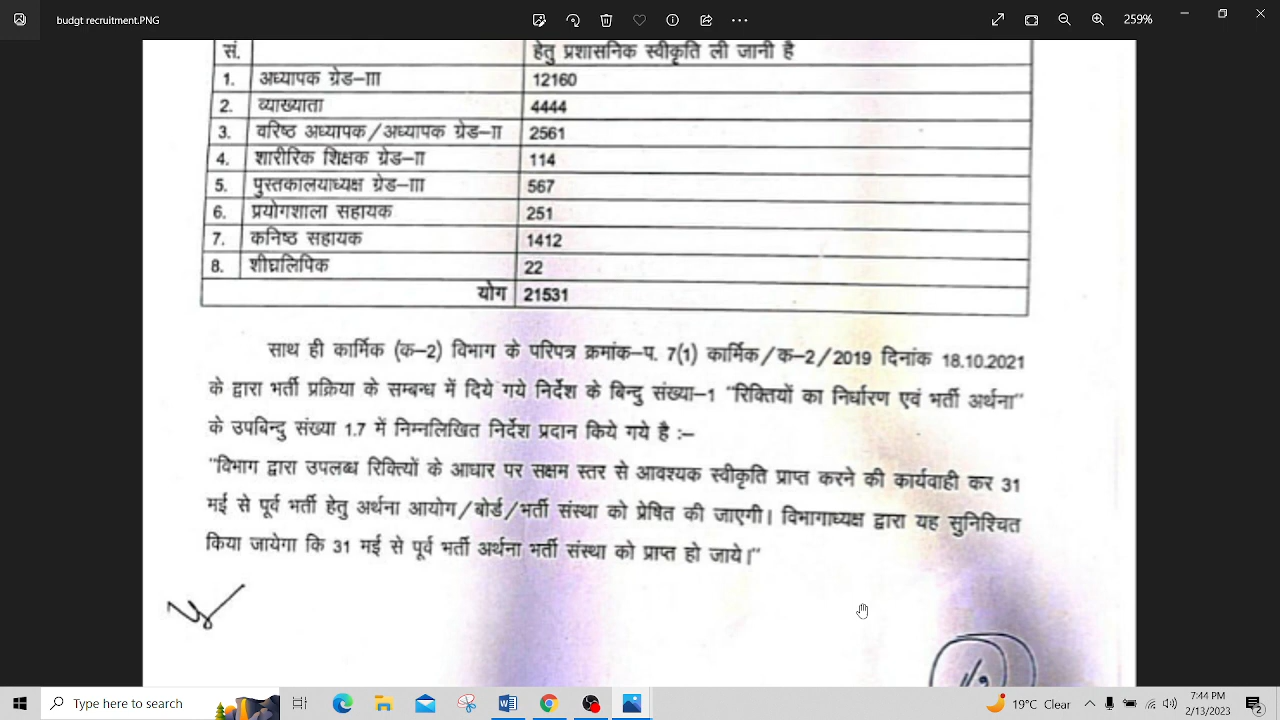 budgt recruitment.PNG
259%
सं. हेतु प्रशासनिक स्वीकृति ली जानी है
1. अध्यापक ग्रेड–III 12160
2. व्याख्याता 4444
3. वरिष्ठ अध्यापक/अध्यापक ग्रेड–II 2561
4. शारीरिक शिक्षक ग्रेड–II 114
5. पुस्तकालयाध्यक्ष ग्रेड–III 567
6. प्रयोगशाला सहायक 251
7. कनिष्ठ सहायक 1412
8. शीघ्रलिपिक 22
योग 21531
साथ ही कार्मिक (क–2) विभाग के परिपत्र क्रमांक–प. 7(1) कार्मिक/क–2/2019 दिनांक 18.10.2021
के द्वारा भर्ती प्रक्रिया के सम्बन्ध में दिये गये निर्देश के बिन्दु संख्या–1 "रिक्तियों का निर्धारण एवं भर्ती अर्थना"
के उपबिन्दु संख्या 1.7 में निम्नलिखित निर्देश प्रदान किये गये है :–
"विभाग द्वारा उपलब्ध रिक्तियों के आधार पर सक्षम स्तर से आवश्यक स्वीकृति प्राप्त करने की कार्यवाही कर 31
मई से पूर्व भर्ती हेतु अर्थना आयोग/बोर्ड/भर्ती संस्था को प्रेषित की जाएगी। विभागाध्यक्ष द्वारा यह सुनिश्चित
किया जायेगा कि 31 मई से पूर्व भर्ती अर्थना भर्ती संस्था को प्राप्त हो जाये।"
Type here to search
19°C Clear
7:44 PM
2/13/2023
2